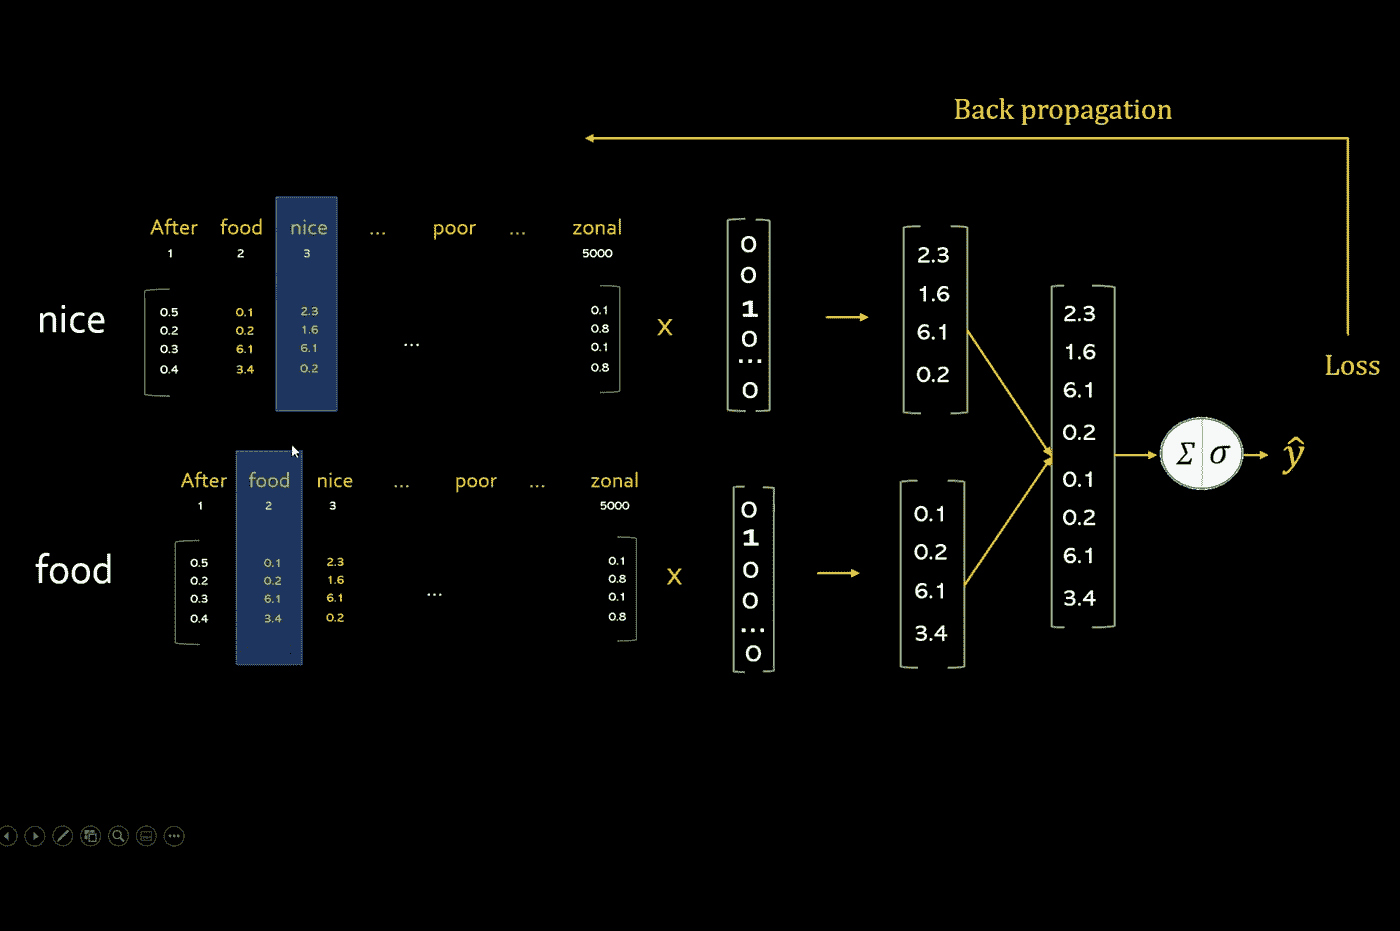 Back propagation
After food nice ... poor ... zonal
1 2 3 5000
nice
0.5 0.1 2.3 0.1
0.2 0.2 1.6 0.8
0.3 6.1 6.1 ... 0.1
0.4 3.4 0.2 0.8
x
0
0
1
0
...
0
2.3
1.6
6.1
0.2
After food nice ... poor ... zonal
1 2 3 5000
food
0.5 0.1 2.3 0.1
0.2 0.2 1.6 0.8
0.3 6.1 6.1 ... 0.1
0.4 3.4 0.2 0.8
x
0
1
0
0
...
0
0.1
0.2
6.1
3.4
2.3
1.6
6.1
0.2
0.1
0.2
6.1
3.4
Σ σ
ŷ
Loss